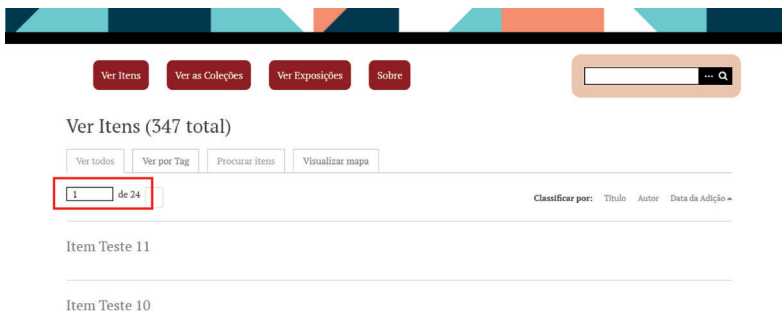 Ver Itens Ver as Coleções Ver Exposições Sobre ...
Ver Itens (347 total)
Ver todos Ver por Tag Procurar itens Visualizar mapa
1 de 24 Classificar por: Título Autor Data da Adição
Item Teste 11
Item Teste 10